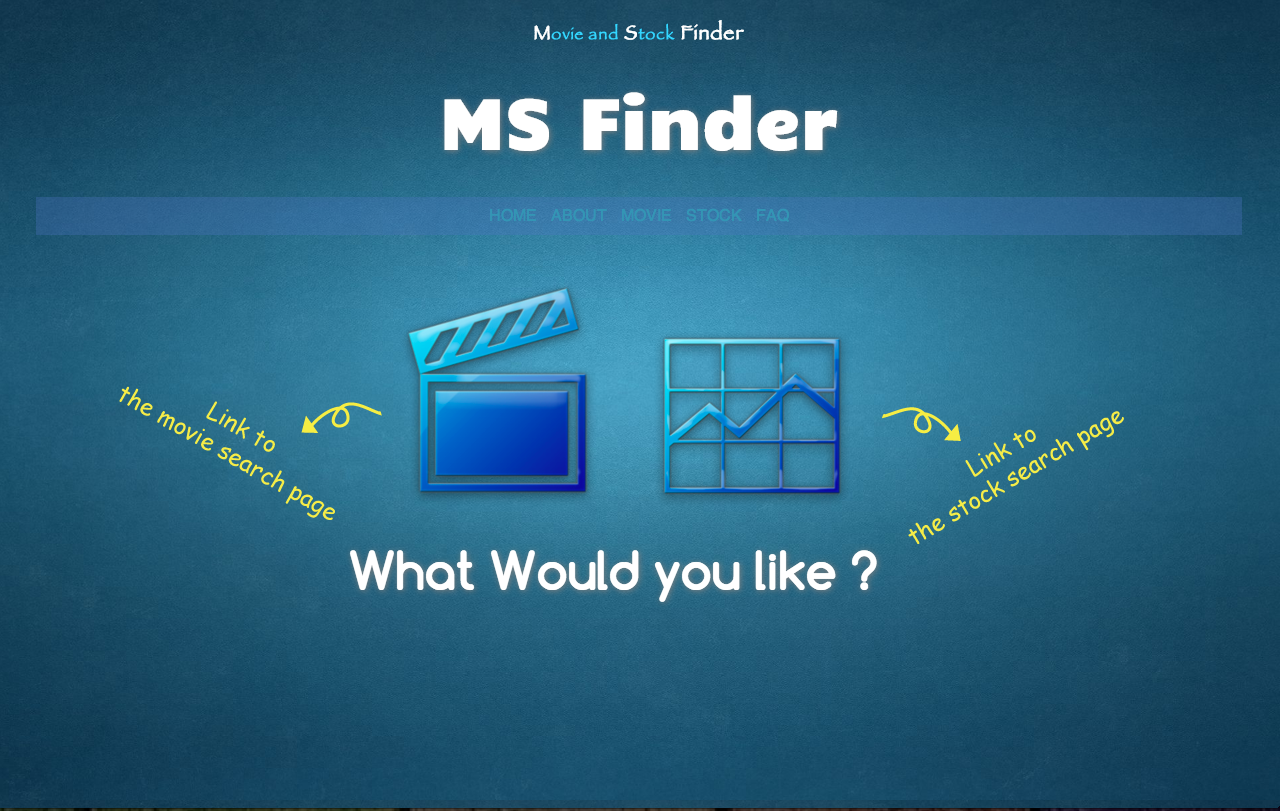 Movie and Stock Finder
MS Finder
HOME ABOUT MOVIE STOCK FAQ
Link to
the movie search page
Link to
the stock search page
What Would you like ?